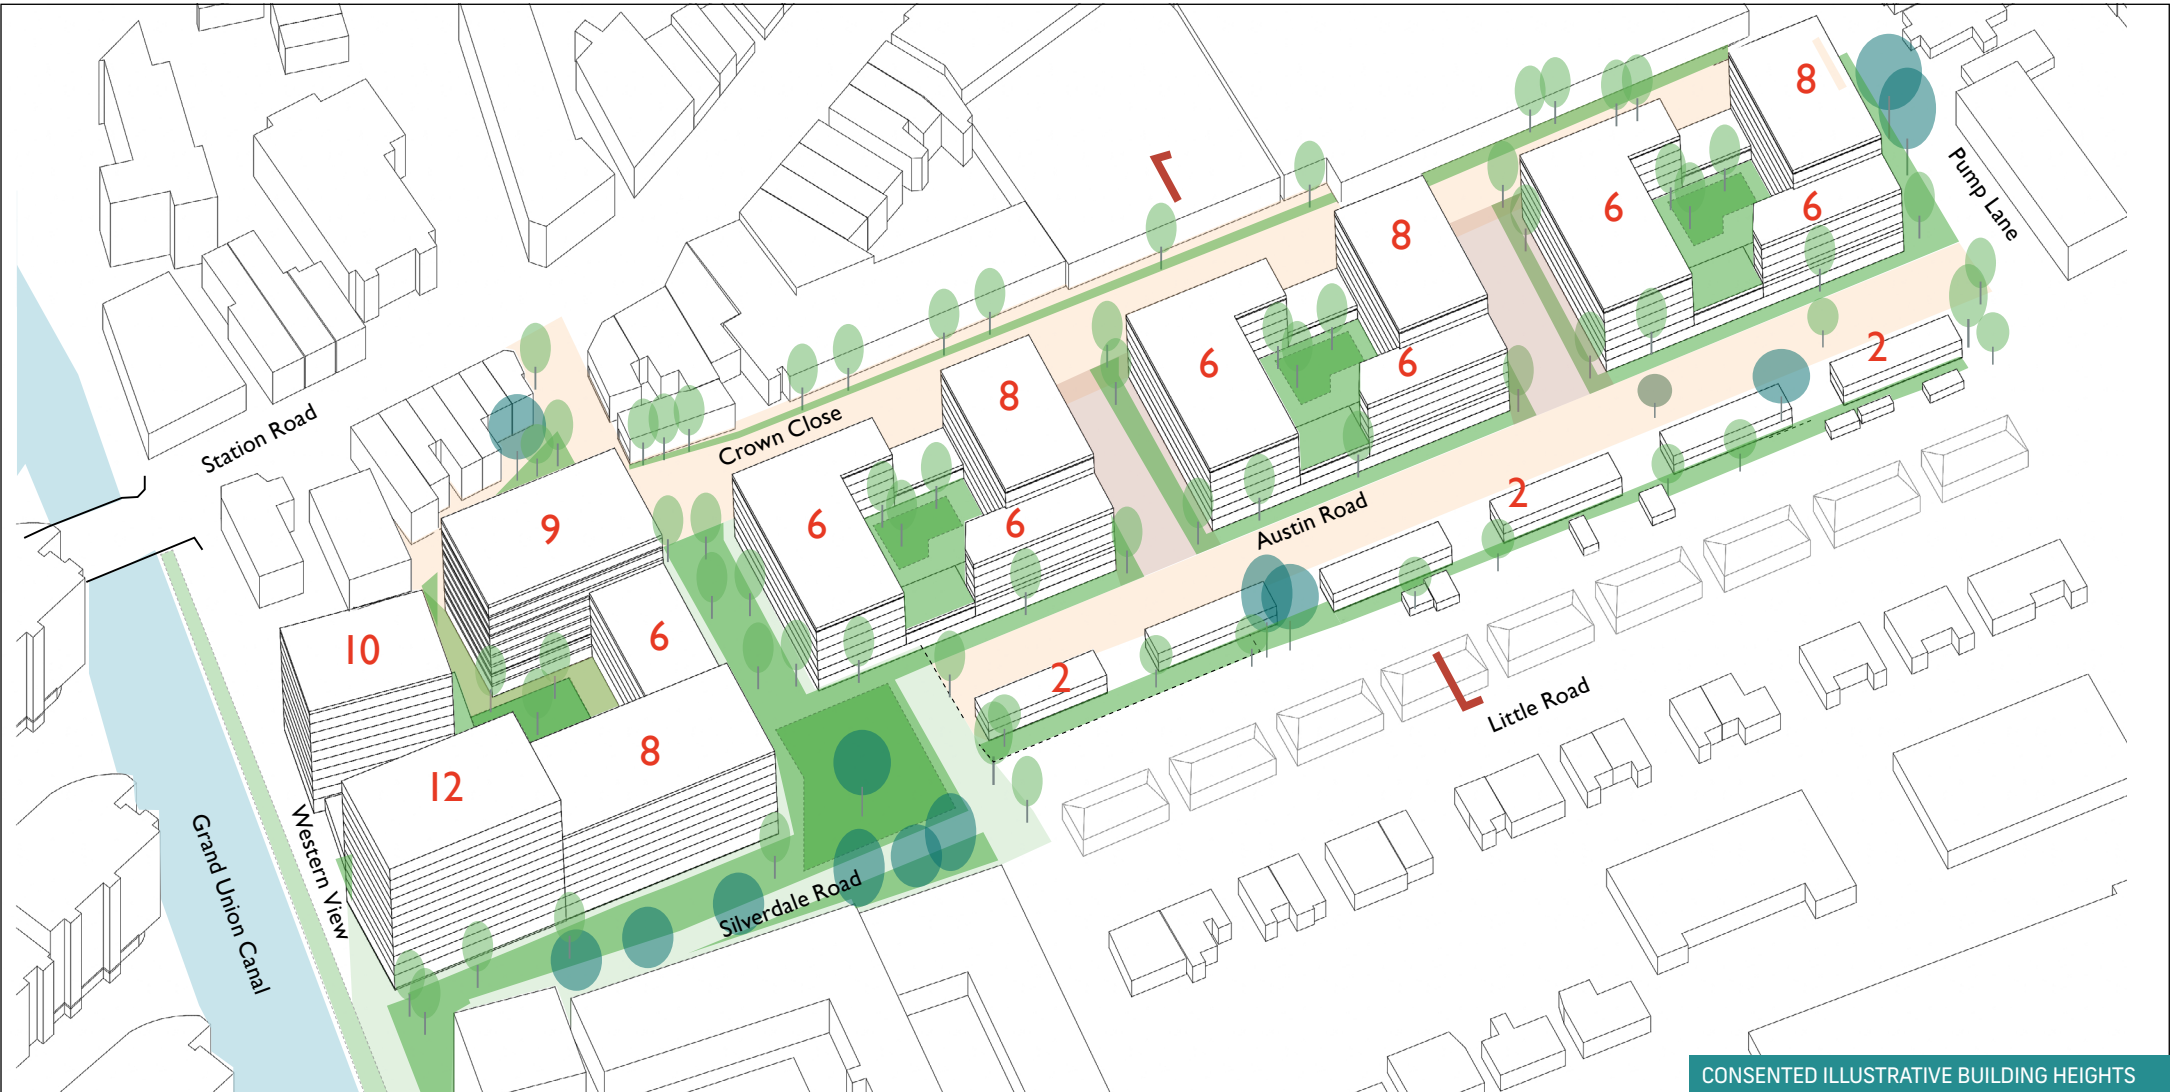 8
6
6
Pump Lane
8
6
6
2
Station Road
Crown Close
8
6
6
2
Austin Road
9
10
6
2
Little Road
12
8
Western View
Grand Union Canal
Silverdale Road
CONSENTED ILLUSTRATIVE BUILDING HEIGHTS